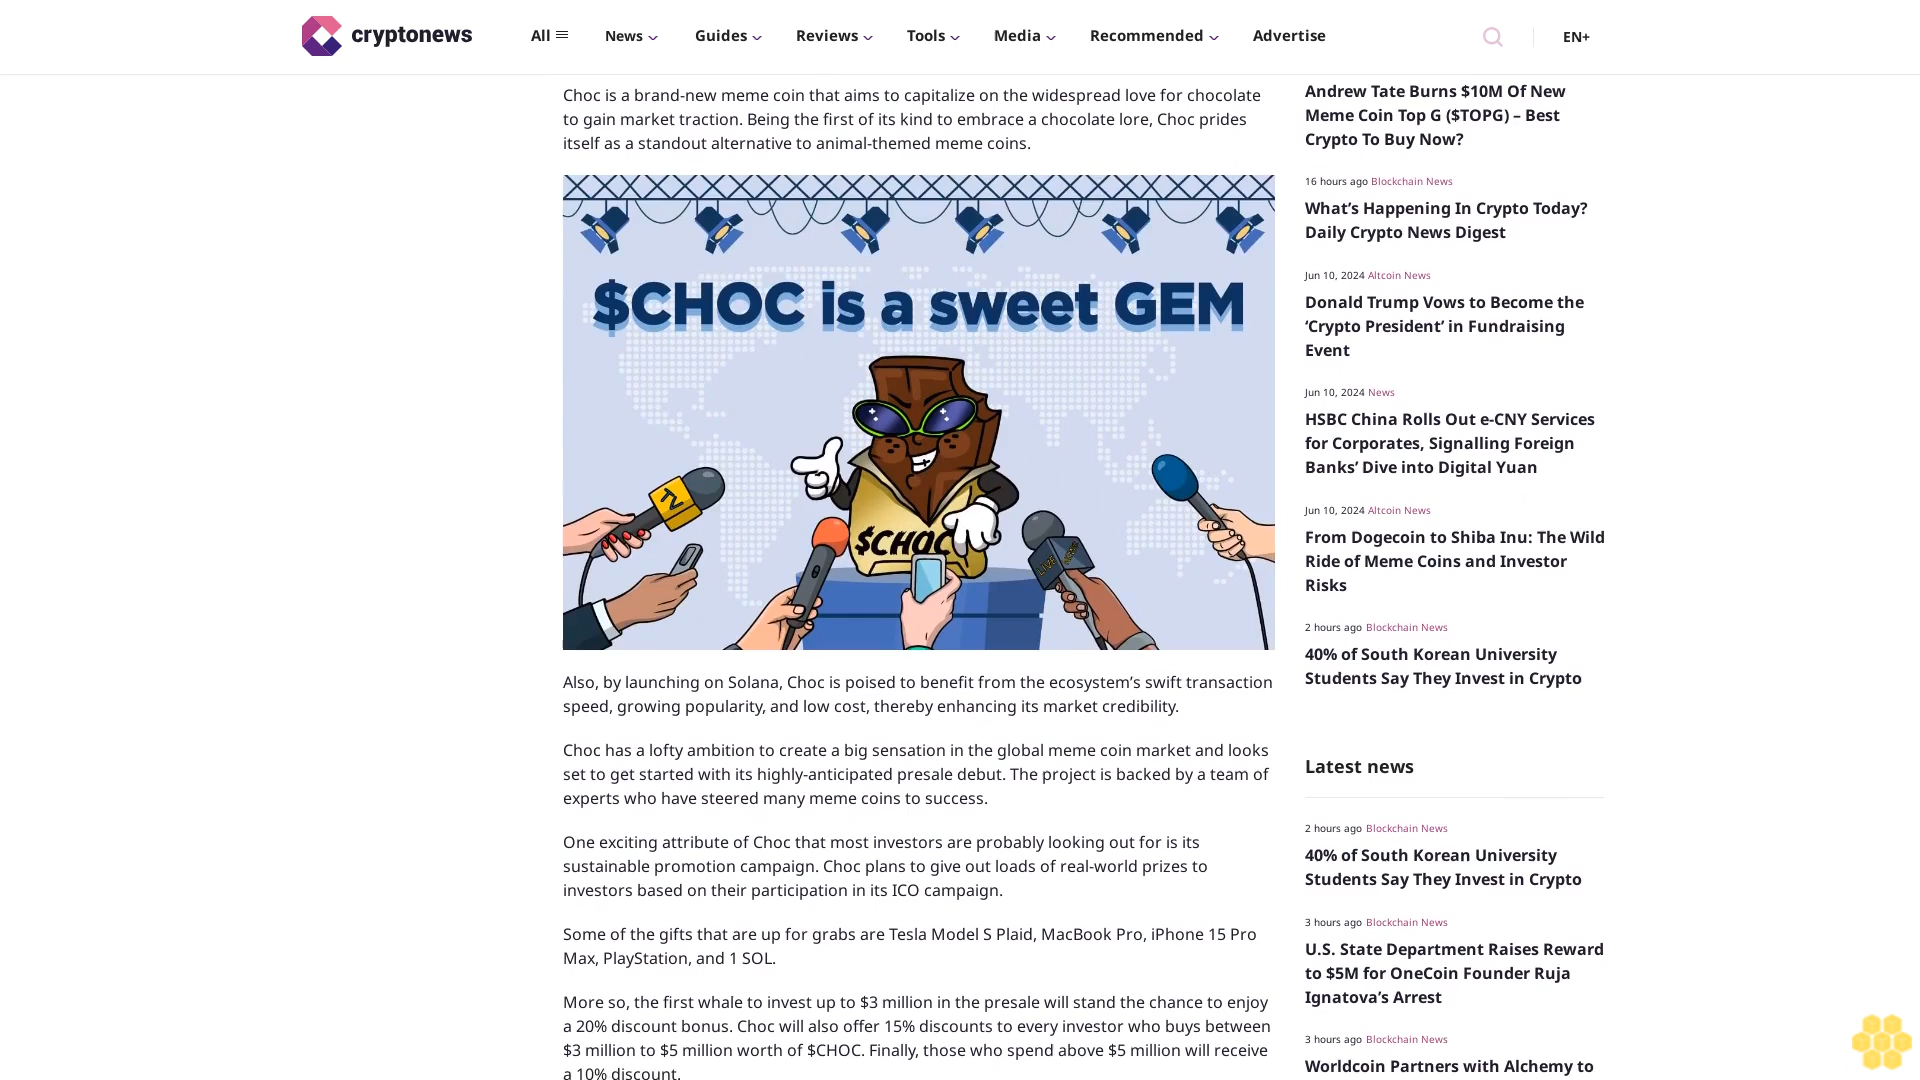 cryptonews
All
News
Guides
Reviews
Tools
Media
Recommended
Advertise
EN+
Choc is a brand-new meme coin that aims to capitalize on the widespread love for chocolate
to gain market traction. Being the first of its kind to embrace a chocolate lore, Choc prides
itself as a standout alternative to animal-themed meme coins.
$CHOC is a sweet GEM
TV
$CHOC
LIVE
NEWS
Also, by launching on Solana, Choc is poised to benefit from the ecosystem’s swift transaction
speed, growing popularity, and low cost, thereby enhancing its market credibility.
Choc has a lofty ambition to create a big sensation in the global meme coin market and looks
set to get started with its highly-anticipated presale debut. The project is backed by a team of
experts who have steered many meme coins to success.
One exciting attribute of Choc that most investors are probably looking out for is its
sustainable promotion campaign. Choc plans to give out loads of real-world prizes to
investors based on their participation in its ICO campaign.
Some of the gifts that are up for grabs are Tesla Model S Plaid, MacBook Pro, iPhone 15 Pro
Max, PlayStation, and 1 SOL.
More so, the first whale to invest up to $3 million in the presale will stand the chance to enjoy
a 20% discount bonus. Choc will also offer 15% discounts to every investor who buys between
$3 million to $5 million worth of $CHOC. Finally, those who spend above $5 million will receive
a 10% discount.
Andrew Tate Burns $10M Of New
Meme Coin Top G ($TOPG) – Best
Crypto To Buy Now?
16 hours ago Blockchain News
What’s Happening In Crypto Today?
Daily Crypto News Digest
Jun 10, 2024 Altcoin News
Donald Trump Vows to Become the
‘Crypto President’ in Fundraising
Event
Jun 10, 2024 News
HSBC China Rolls Out e-CNY Services
for Corporates, Signalling Foreign
Banks’ Dive into Digital Yuan
Jun 10, 2024 Altcoin News
From Dogecoin to Shiba Inu: The Wild
Ride of Meme Coins and Investor
Risks
2 hours ago Blockchain News
40% of South Korean University
Students Say They Invest in Crypto
Latest news
2 hours ago Blockchain News
40% of South Korean University
Students Say They Invest in Crypto
3 hours ago Blockchain News
U.S. State Department Raises Reward
to $5M for OneCoin Founder Ruja
Ignatova’s Arrest
3 hours ago Blockchain News
Worldcoin Partners with Alchemy to